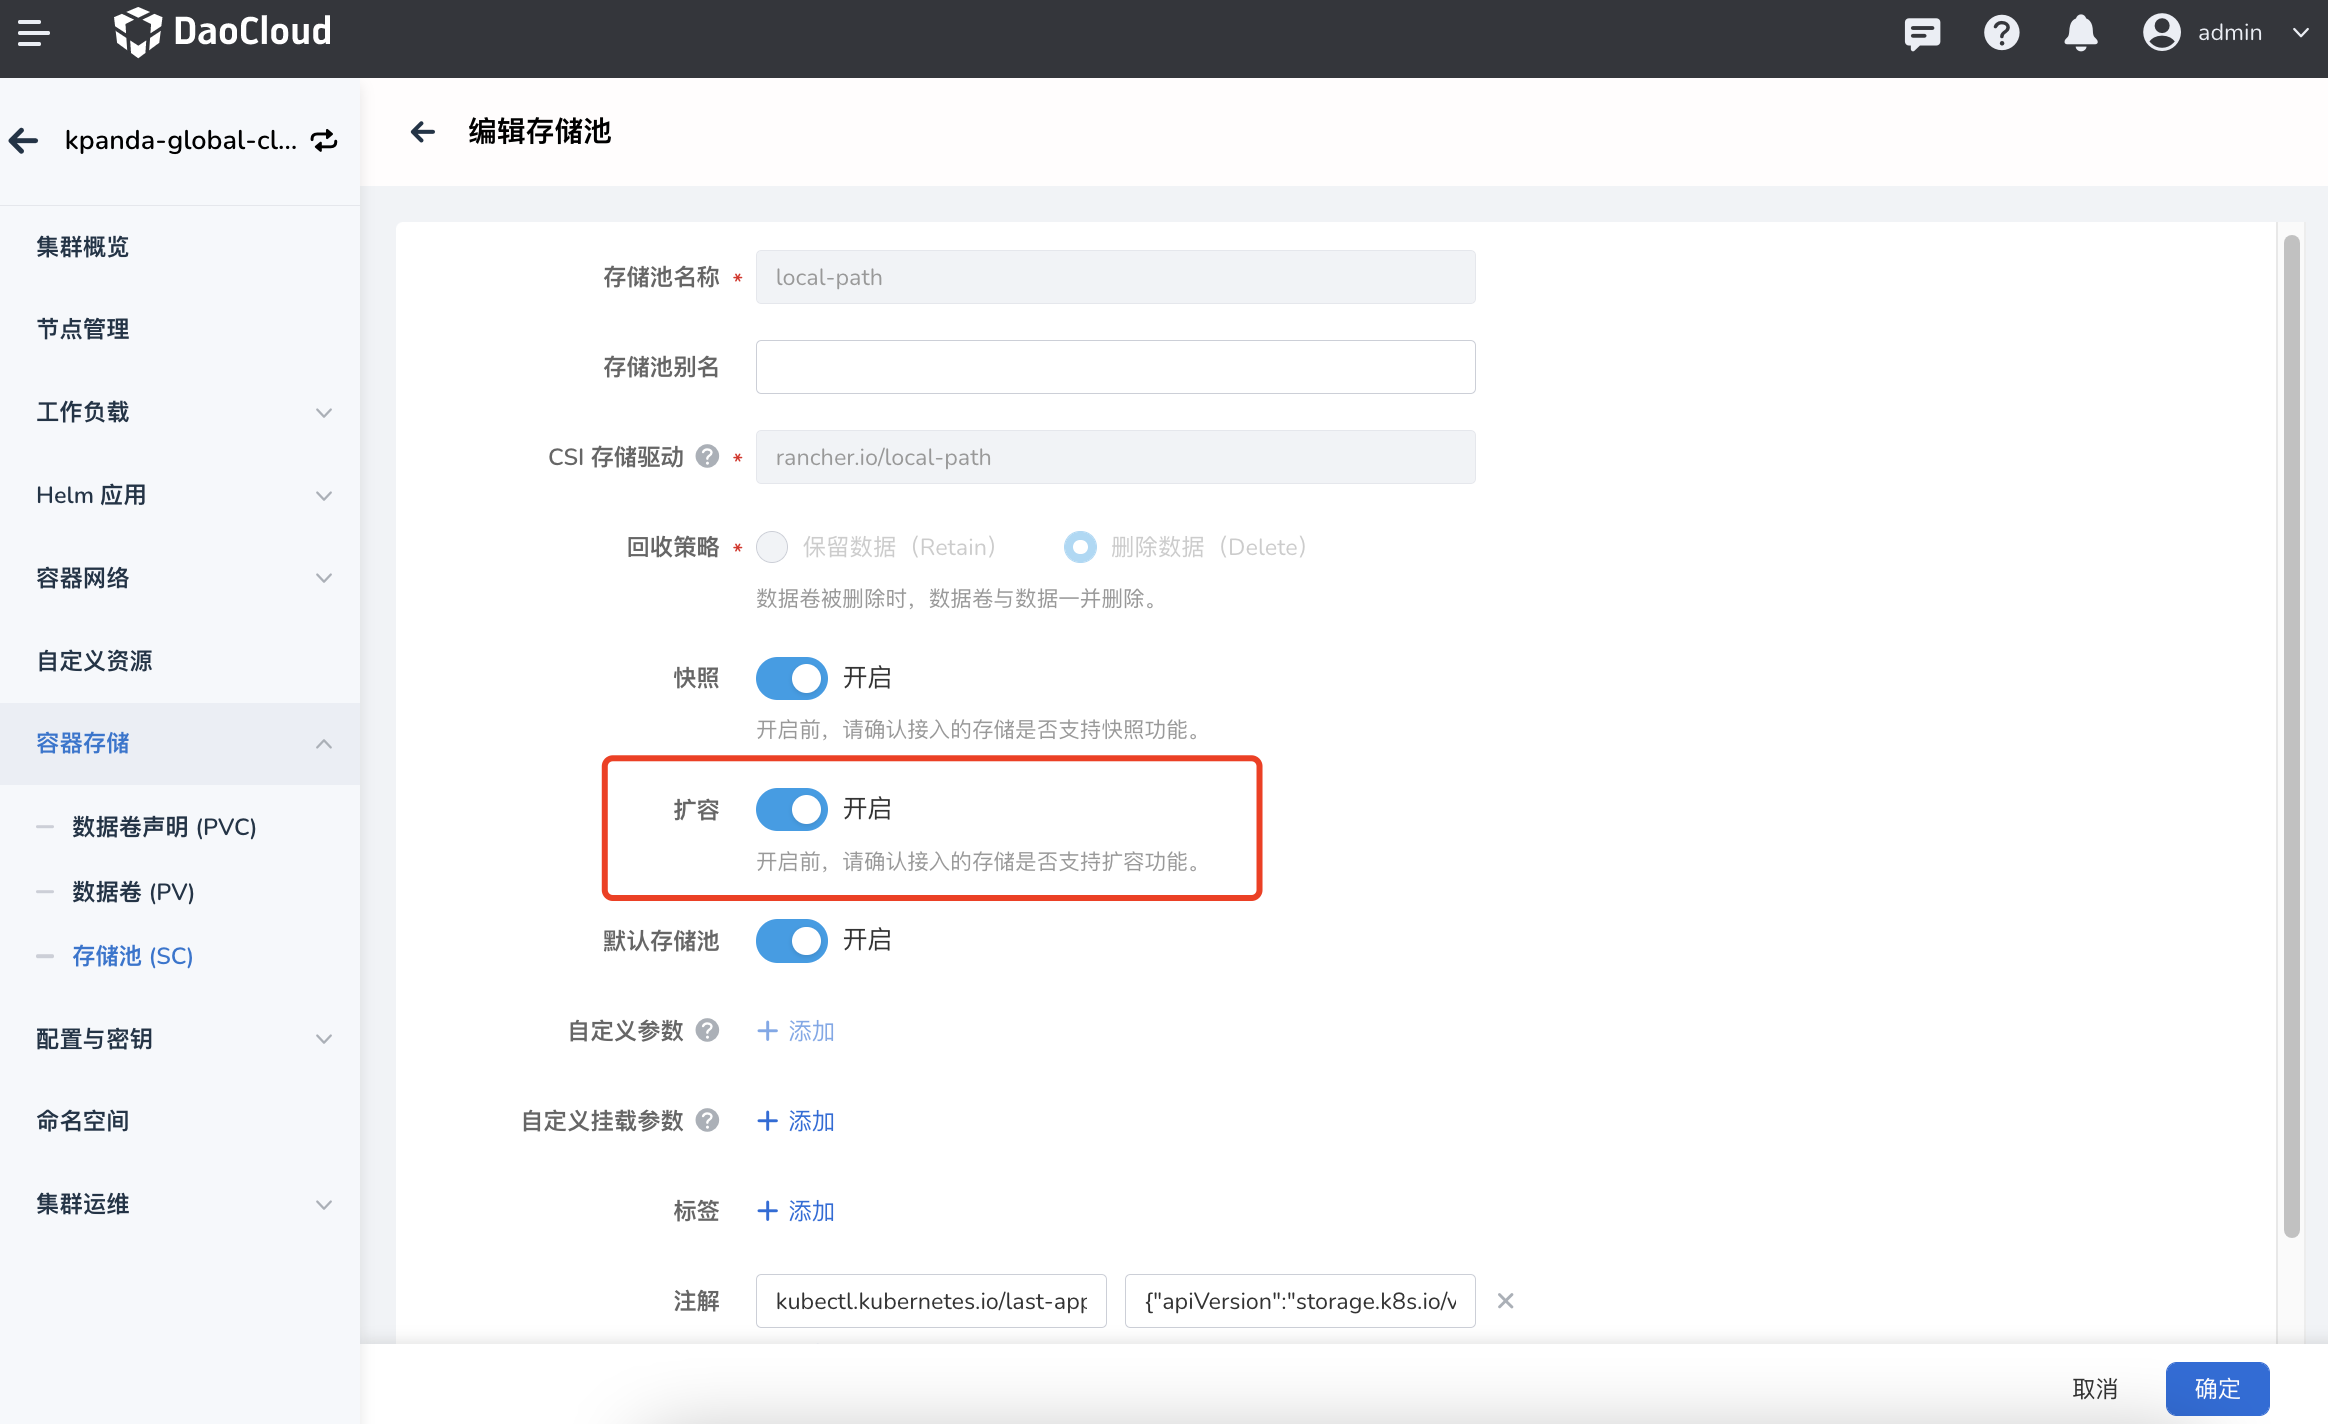 DaoCloud
admin
kpanda-global-cl...
集群概览
节点管理
工作负载
Helm 应用
容器网络
自定义资源
容器存储
数据卷声明 (PVC)
数据卷 (PV)
存储池 (SC)
配置与密钥
命名空间
集群运维
编辑存储池
存储池名称 * local-path
存储池别名
CSI 存储驱动 * rancher.io/local-path
回收策略 * 保留数据（Retain） 删除数据（Delete）
数据卷被删除时，数据卷与数据一并删除。
快照 开启
开启前，请确认接入的存储是否支持快照功能。
扩容 开启
开启前，请确认接入的存储是否支持扩容功能。
默认存储池 开启
自定义参数 + 添加
自定义挂载参数 + 添加
标签 + 添加
注解 kubectl.kubernetes.io/last-app {"apiVersion":"storage.k8s.io/v
取消 确定